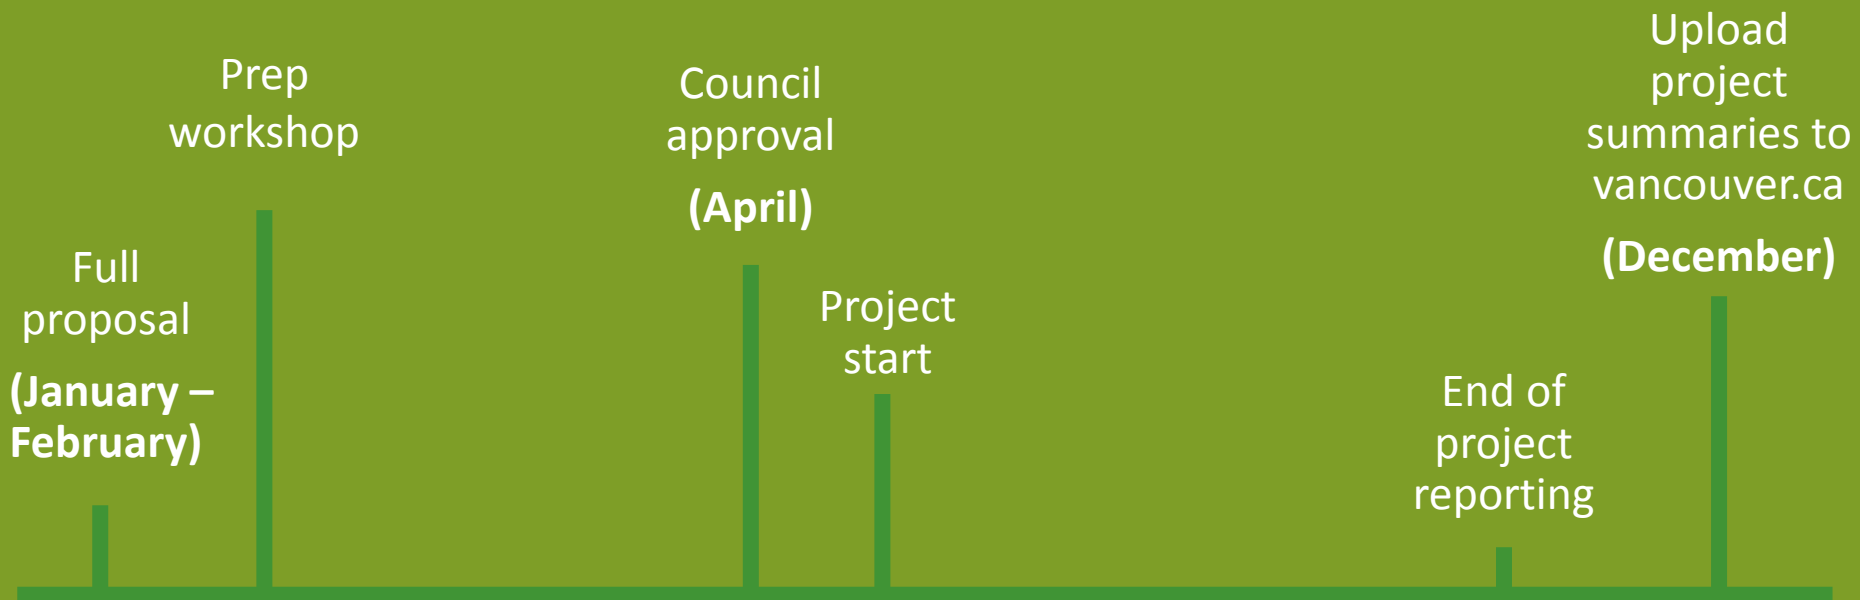 Full
proposal
(January –
February)
Prep
workshop
Council
approval
(April)
Project
start
End of
project
reporting
Upload
project
summaries to
vancouver.ca
(December)